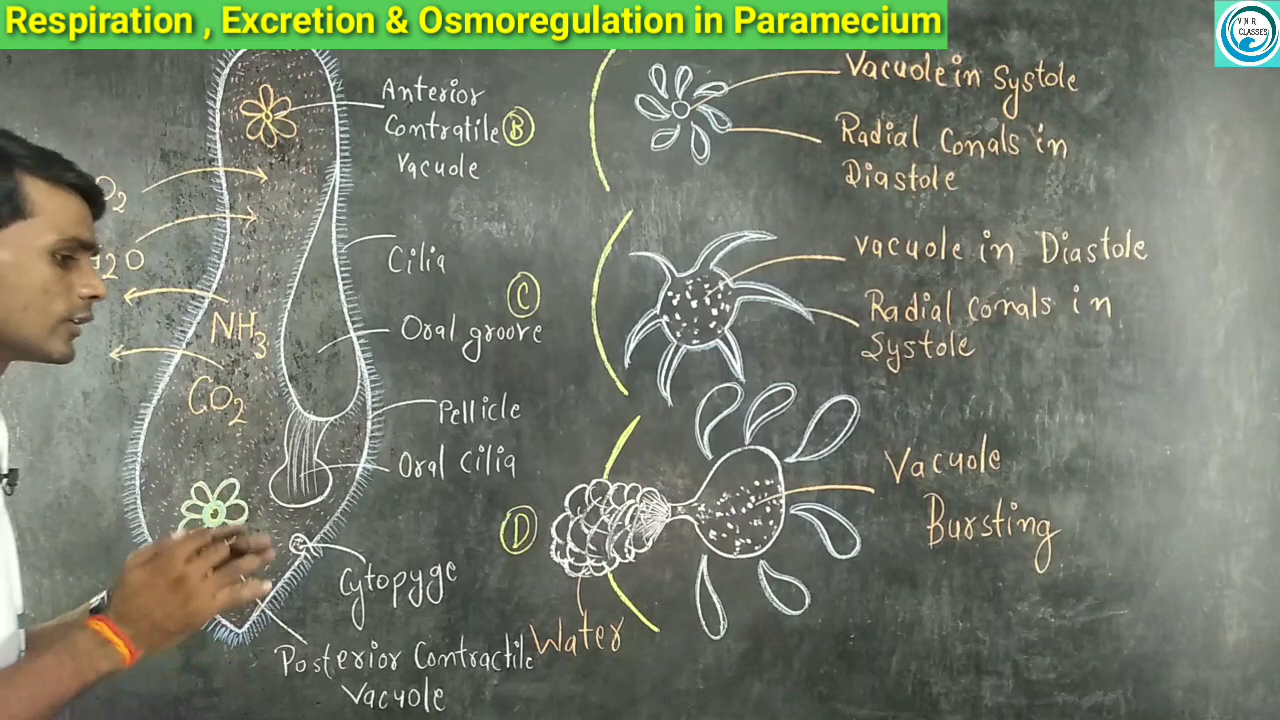 Respiration , Excretion & Osmoregulation in Paramecium
VNR
CLASSES
Anterior
Contratile
Vacuole
B
O2
H2O
NH3
CO2
Cilia
Oral groove
Pellicle
Oral Cilia
Cytopyge
Posterior Contractile
Vacuole
Vacuole in Systole
Radial Conals in
Diastole
C
Vacuole in Diastole
Radial Conals in
Systole
D
Vacuole
Bursting
Water